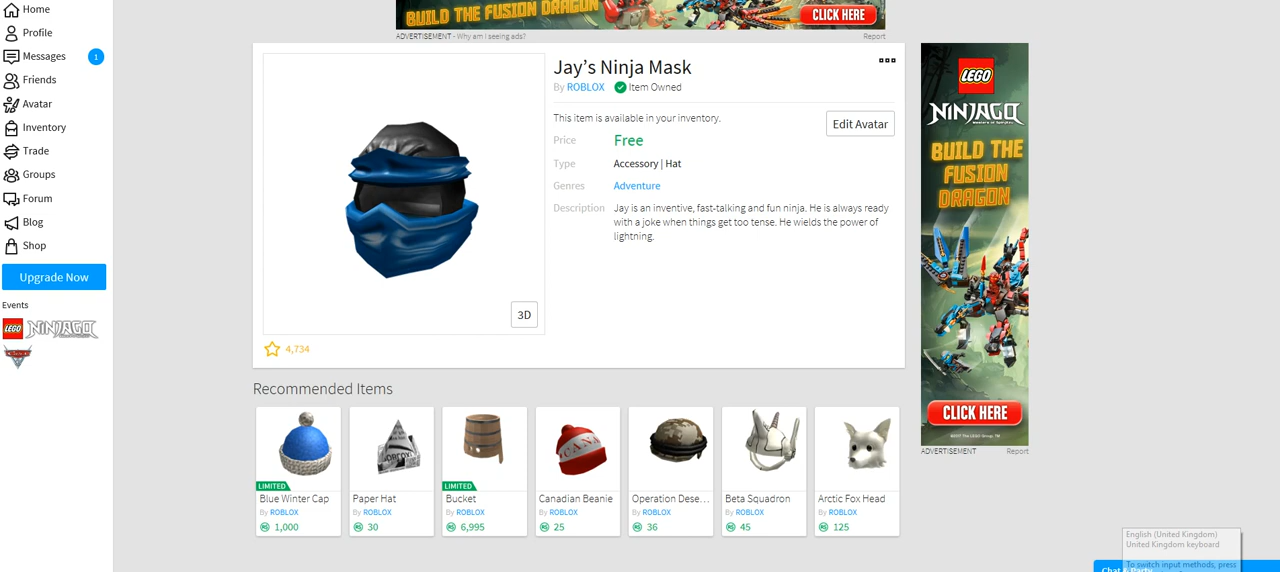 Home
Profile
Messages
1
Friends
Avatar
Inventory
Trade
Groups
Forum
Blog
Shop
Upgrade Now
Events
LEGO NINJAGO
BUILD THE FUSION DRAGON
CLICK HERE
ADVERTISEMENT - Why am I seeing ads?
Report
Jay's Ninja Mask
By ROBLOX Item Owned
This item is available in your inventory.
Edit Avatar
Price Free
Type Accessory | Hat
Genres Adventure
Description Jay is an inventive, fast-talking and fun ninja. He is always ready
with a joke when things get too tense. He wields the power of
lightning.
3D
4,734
Recommended Items
LIMITED
Blue Winter Cap
By ROBLOX
1,000
Paper Hat
By ROBLOX
30
LIMITED
Bucket
By ROBLOX
6,995
CANA
Canadian Beanie
By ROBLOX
25
Operation Dese...
By ROBLOX
36
Beta Squadron
By ROBLOX
45
Arctic Fox Head
By ROBLOX
125
LEGO
NINJAGO
BUILD THE
FUSION
DRAGON
CLICK HERE
ADVERTISEMENT
Report
English (United Kingdom)
United Kingdom keyboard
To switch input methods, press
Chat & Party